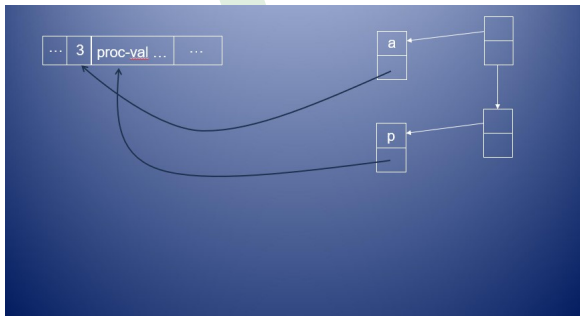 a
… 3 proc-val … …
p